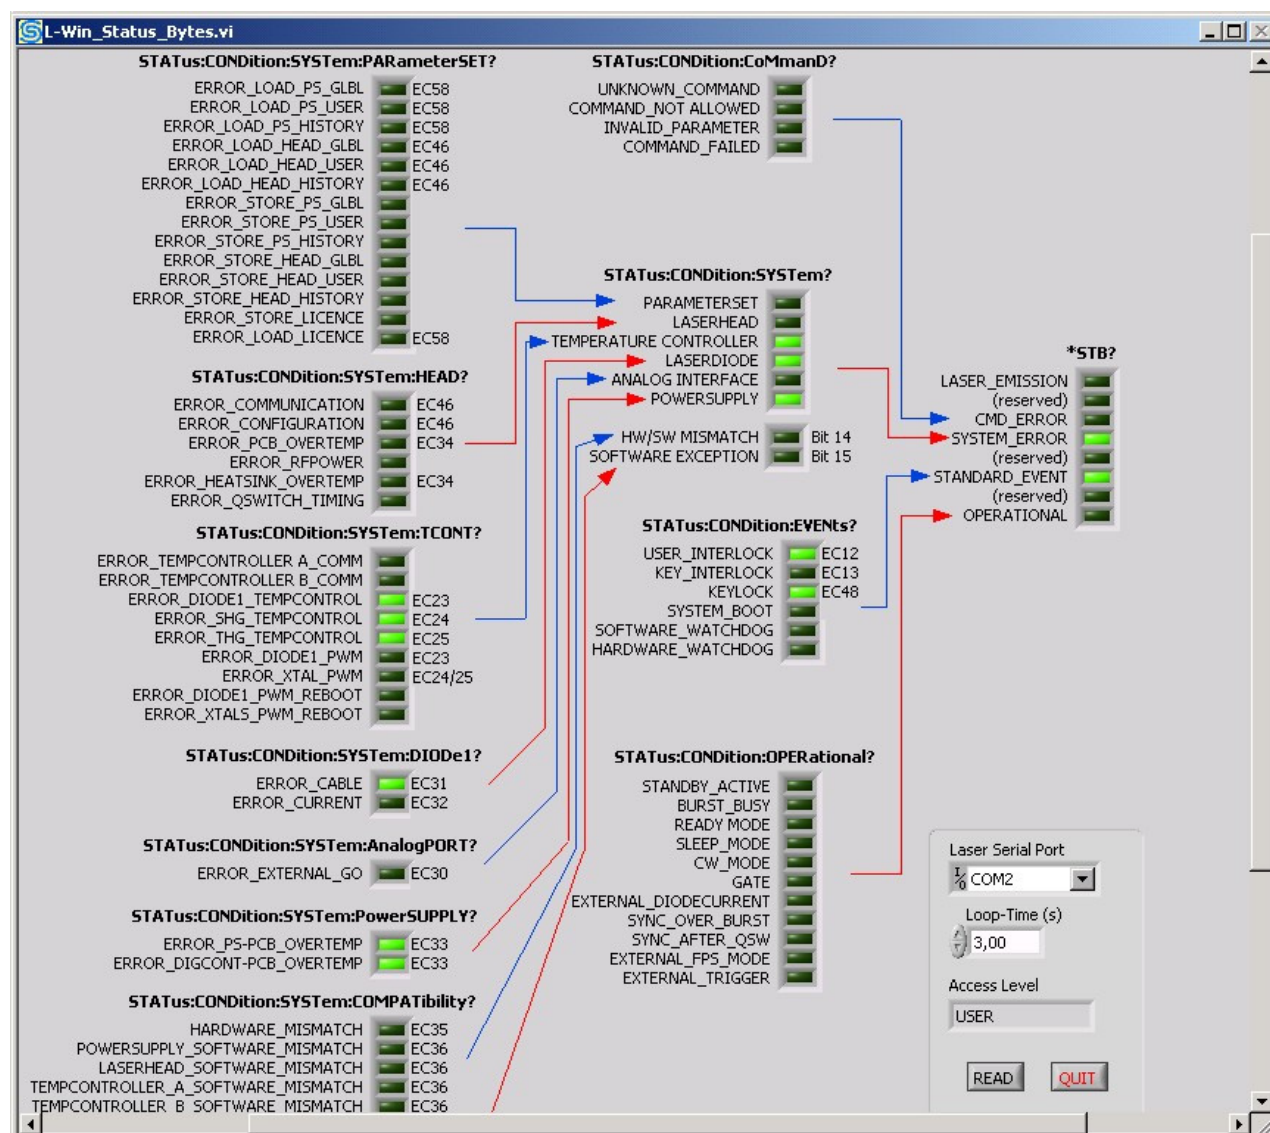 L-Win_Status_Bytes.vi
STATus:CONDition:SYSTem:PARameterSET?
ERROR_LOAD_PS_GLBL EC58
ERROR_LOAD_PS_USER EC58
ERROR_LOAD_PS_HISTORY EC58
ERROR_LOAD_HEAD_GLBL EC46
ERROR_LOAD_HEAD_USER EC46
ERROR_LOAD_HEAD_HISTORY EC46
ERROR_STORE_PS_GLBL
ERROR_STORE_PS_USER
ERROR_STORE_PS_HISTORY
ERROR_STORE_HEAD_GLBL
ERROR_STORE_HEAD_USER
ERROR_STORE_HEAD_HISTORY
ERROR_STORE_LICENCE
ERROR_LOAD_LICENCE EC58
STATus:CONDition:SYSTem:HEAD?
ERROR_COMMUNICATION EC46
ERROR_CONFIGURATION EC46
ERROR_PCB_OVERTEMP EC34
ERROR_RFPOWER
ERROR_HEATSINK_OVERTEMP EC34
ERROR_QSWITCH_TIMING
STATus:CONDition:SYSTem:TCONT?
ERROR_TEMPCONTROLLER A_COMM
ERROR_TEMPCONTROLLER B_COMM
ERROR_DIODE1_TEMPCONTROL EC23
ERROR_SHG_TEMPCONTROL EC24
ERROR_THG_TEMPCONTROL EC25
ERROR_DIODE1_PWM EC23
ERROR_XTAL_PWM EC24/25
ERROR_DIODE1_PWM_REBOOT
ERROR_XTALS_PWM_REBOOT
STATus:CONDition:SYSTem:DIODe1?
ERROR_CABLE EC31
ERROR_CURRENT EC32
STATus:CONDition:SYSTem:AnalogPORT?
ERROR_EXTERNAL_GO EC30
STATus:CONDition:SYSTem:PowerSUPPLY?
ERROR_PS-PCB_OVERTEMP EC33
ERROR_DIGCONT-PCB_OVERTEMP EC33
STATus:CONDition:SYSTem:COMPATibility?
HARDWARE_MISMATCH EC35
POWERSUPPLY_SOFTWARE_MISMATCH EC36
LASERHEAD_SOFTWARE_MISMATCH EC36
TEMPCONTROLLER_A_SOFTWARE_MISMATCH EC36
TEMPCONTROLLER_B_SOFTWARE_MISMATCH EC36
STATus:CONDition:CoMmanD?
UNKNOWN_COMMAND
COMMAND_NOT ALLOWED
INVALID_PARAMETER
COMMAND_FAILED
STATus:CONDition:SYSTem?
PARAMETERSET
LASERHEAD
TEMPERATURE CONTROLLER
LASERDIODE
ANALOG INTERFACE
POWERSUPPLY
HW/SW MISMATCH Bit 14
SOFTWARE EXCEPTION Bit 15
STATus:CONDition:EVENts?
USER_INTERLOCK EC12
KEY_INTERLOCK EC13
KEYLOCK EC48
SYSTEM_BOOT
SOFTWARE_WATCHDOG
HARDWARE_WATCHDOG
STATus:CONDition:OPERational?
STANDBY_ACTIVE
BURST_BUSY
READY MODE
SLEEP_MODE
CW_MODE
GATE
EXTERNAL_DIODECURRENT
SYNC_OVER_BURST
SYNC_AFTER_QSW
EXTERNAL_FPS_MODE
EXTERNAL_TRIGGER
*STB?
LASER_EMISSION
(reserved)
CMD_ERROR
SYSTEM_ERROR
(reserved)
STANDARD_EVENT
(reserved)
OPERATIONAL
Laser Serial Port
I/O COM2
Loop-Time (s)
3,00
Access Level
USER
READ QUIT